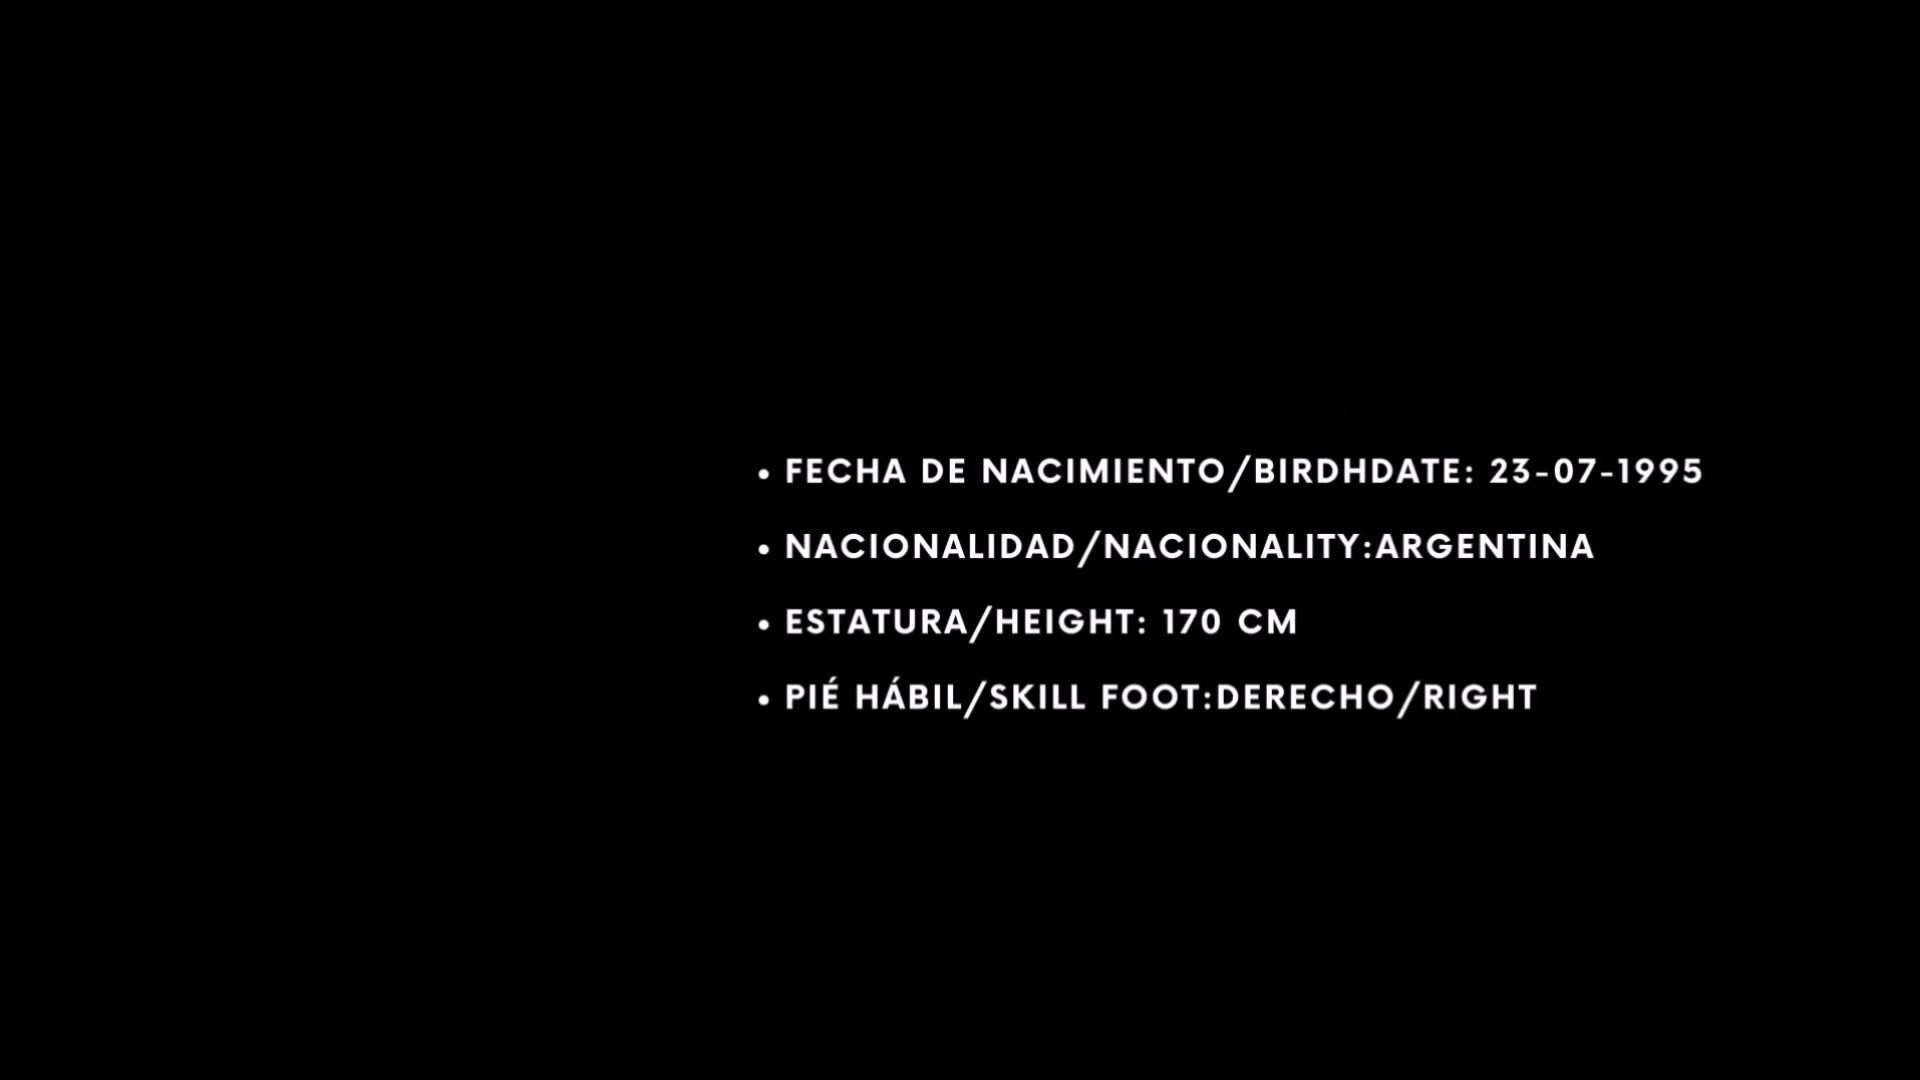 • FECHA DE NACIMIENTO/BIRDHDATE: 23-07-1995
• NACIONALIDAD/NACIONALITY:ARGENTINA
• ESTATURA/HEIGHT: 170 CM
• PIÉ HÁBIL/SKILL FOOT:DERECHO/RIGHT